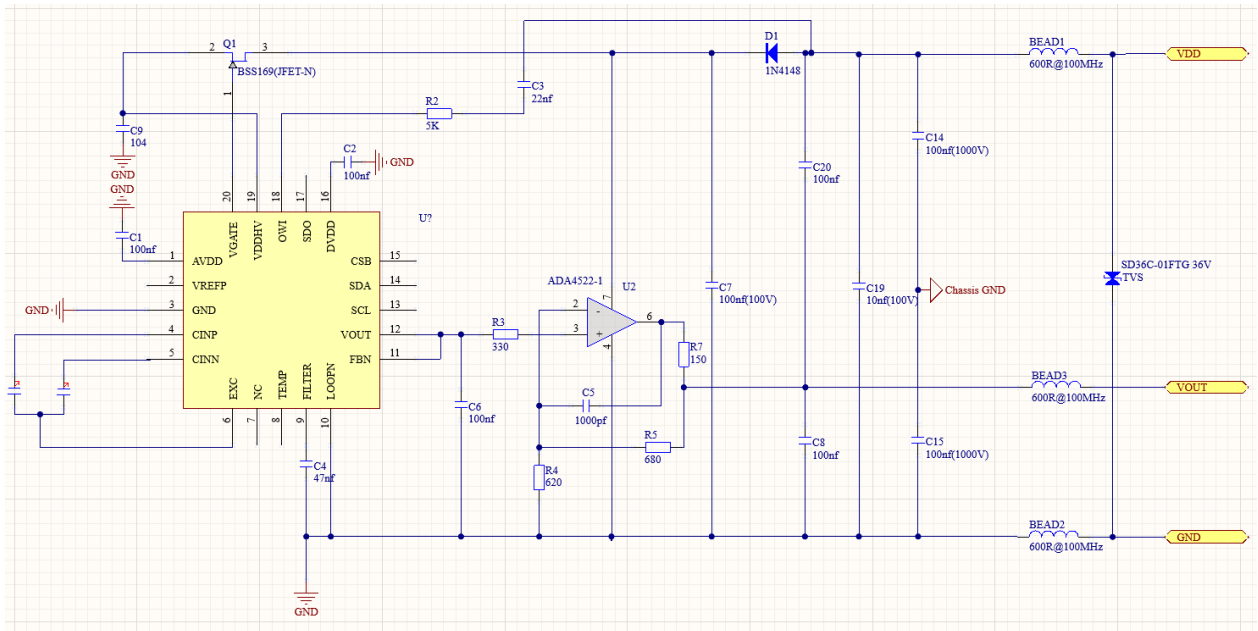 D1
1N4148
BEAD1
600R@100MHz
VDD
2
Q1
3
BSS169(JFET-N)
1
C3
22nf
R2
5K
C9
104
GND
GND
C2
100nf
GND
C14
100nf(1000V)
C20
100nf
20
19
18
17
16
U?
C1
100nf
VGATE
VDDHV
OWI
SDO
DVDD
1
AVDD
CSB
15
2
VREFP
SDA
14
3
GND
SCL
13
4
CINP
VOUT
12
5
CINN
FBN
11
EXC
NC
TEMP
FILTER
LOOPN
6
7
8
9
10
GND
ADA4522-1
U2
7
2
-
3
+
6
4
R3
330
C7
100nf(100V)
C19
10nf(100V)
Chassis GND
SD36C-01FTG 36V
TVS
R7
150
BEAD3
600R@100MHz
VOUT
C6
100nf
C5
1000pf
R5
680
R4
620
C8
100nf
C15
100nf(1000V)
C4
47nf
BEAD2
600R@100MHz
GND
GND